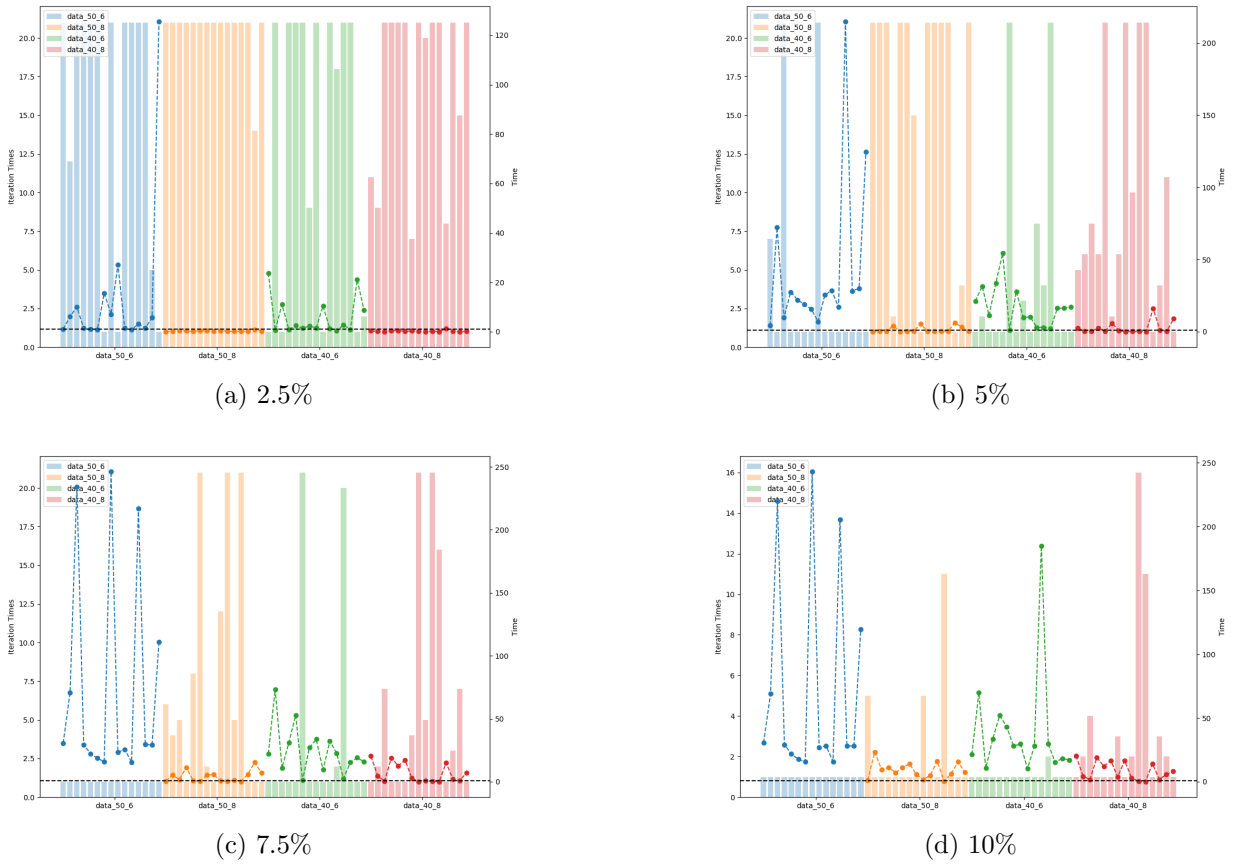 data_50_6
data_50_8
data_40_6
data_40_8
20.0
17.5
15.0
12.5
10.0
7.5
5.0
2.5
0.0
Iteration Times
120
100
80
60
40
20
0
Time
data_50_6 data_50_8 data_40_6 data_40_8
(a) 2.5%
data_50_6
data_50_8
data_40_6
data_40_8
20.0
17.5
15.0
12.5
10.0
7.5
5.0
2.5
0.0
Iteration Times
200
150
100
50
0
Time
data_50_6 data_50_8 data_40_6 data_40_8
(b) 5%
data_50_6
data_50_8
data_40_6
data_40_8
20.0
17.5
15.0
12.5
10.0
7.5
5.0
2.5
0.0
Iteration Times
250
200
150
100
50
0
Time
data_50_6 data_50_8 data_40_6 data_40_8
(c) 7.5%
data_50_6
data_50_8
data_40_6
data_40_8
16
14
12
10
8
6
4
2
0
Iteration Times
250
200
150
100
50
0
Time
data_50_6 data_50_8 data_40_6 data_40_8
(d) 10%